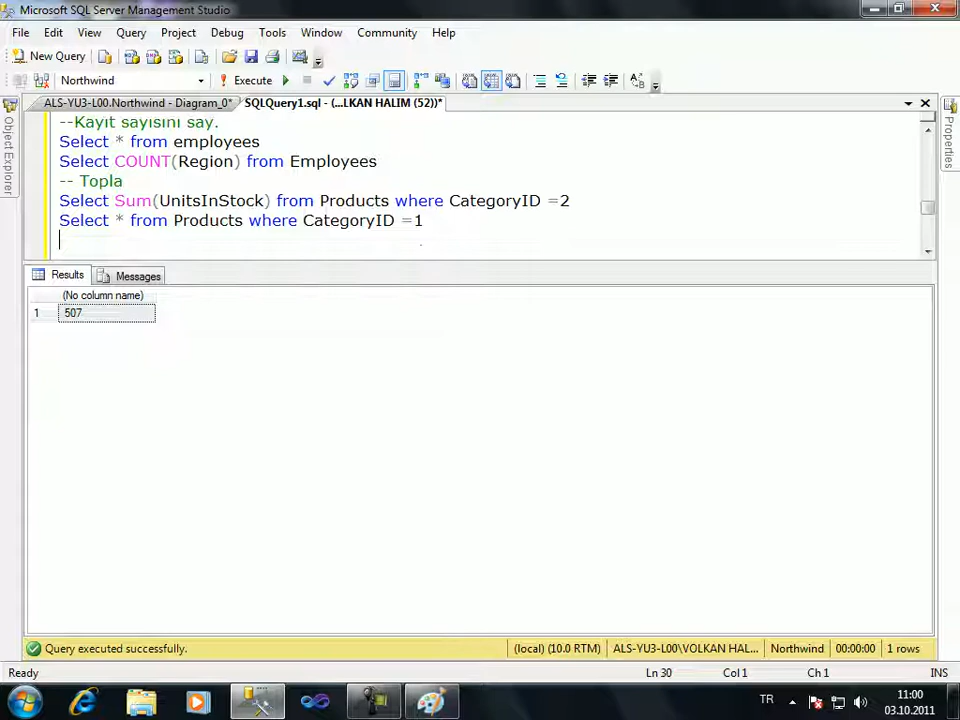 Microsoft SQL Server Management Studio
File Edit View Query Project Debug Tools Window Community Help
New Query
Northwind Execute
ALS-YU3-L00.Northwind - Diagram_0* SQLQuery1.sql - (...LKAN HALIM (52))*
Object Explorer
Properties
--Kayıt sayısını say.
Select * from employees
Select COUNT(Region) from Employees
-- Topla
Select Sum(UnitsInStock) from Products where CategoryID =2
Select * from Products where CategoryID =1
Results Messages
(No column name)
1 507
Query executed successfully. (local) (10.0 RTM) ALS-YU3-L00\VOLKAN HAL... Northwind 00:00:00 1 rows
Ready Ln 30 Col 1 Ch 1 INS
TR 11:00
03.10.2011